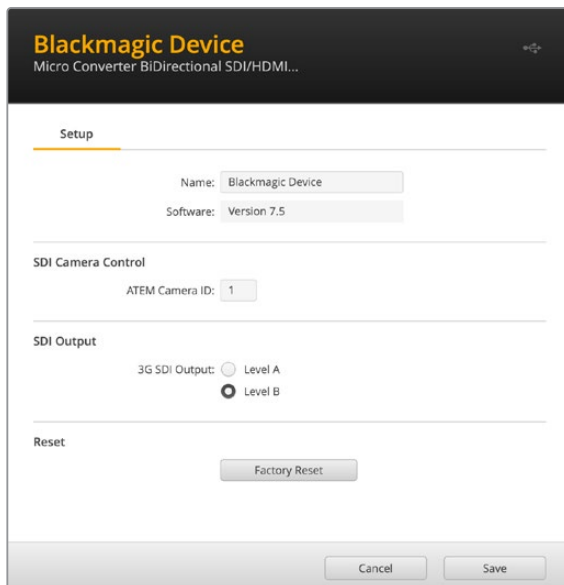 Blackmagic Device
Micro Converter BiDirectional SDI/HDMI...
Setup
Name: Blackmagic Device
Software: Version 7.5
SDI Camera Control
ATEM Camera ID: 1
SDI Output
3G SDI Output: Level A
Level B
Reset
Factory Reset
Cancel Save